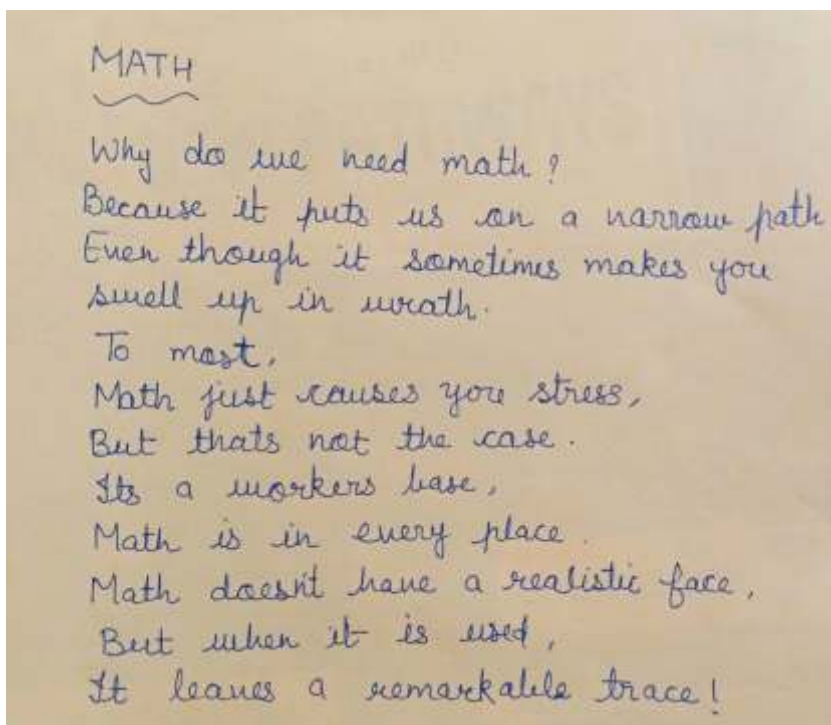 MATH
Why do we need math?
Because it puts us on a narrow path
Even though it sometimes makes you
swell up in wrath.
To most,
Math just causes you stress,
But thats not the case.
Its a workers base,
Math is in every place.
Math doesn't have a realistic face,
But when it is used,
It leaves a remarkable trace!